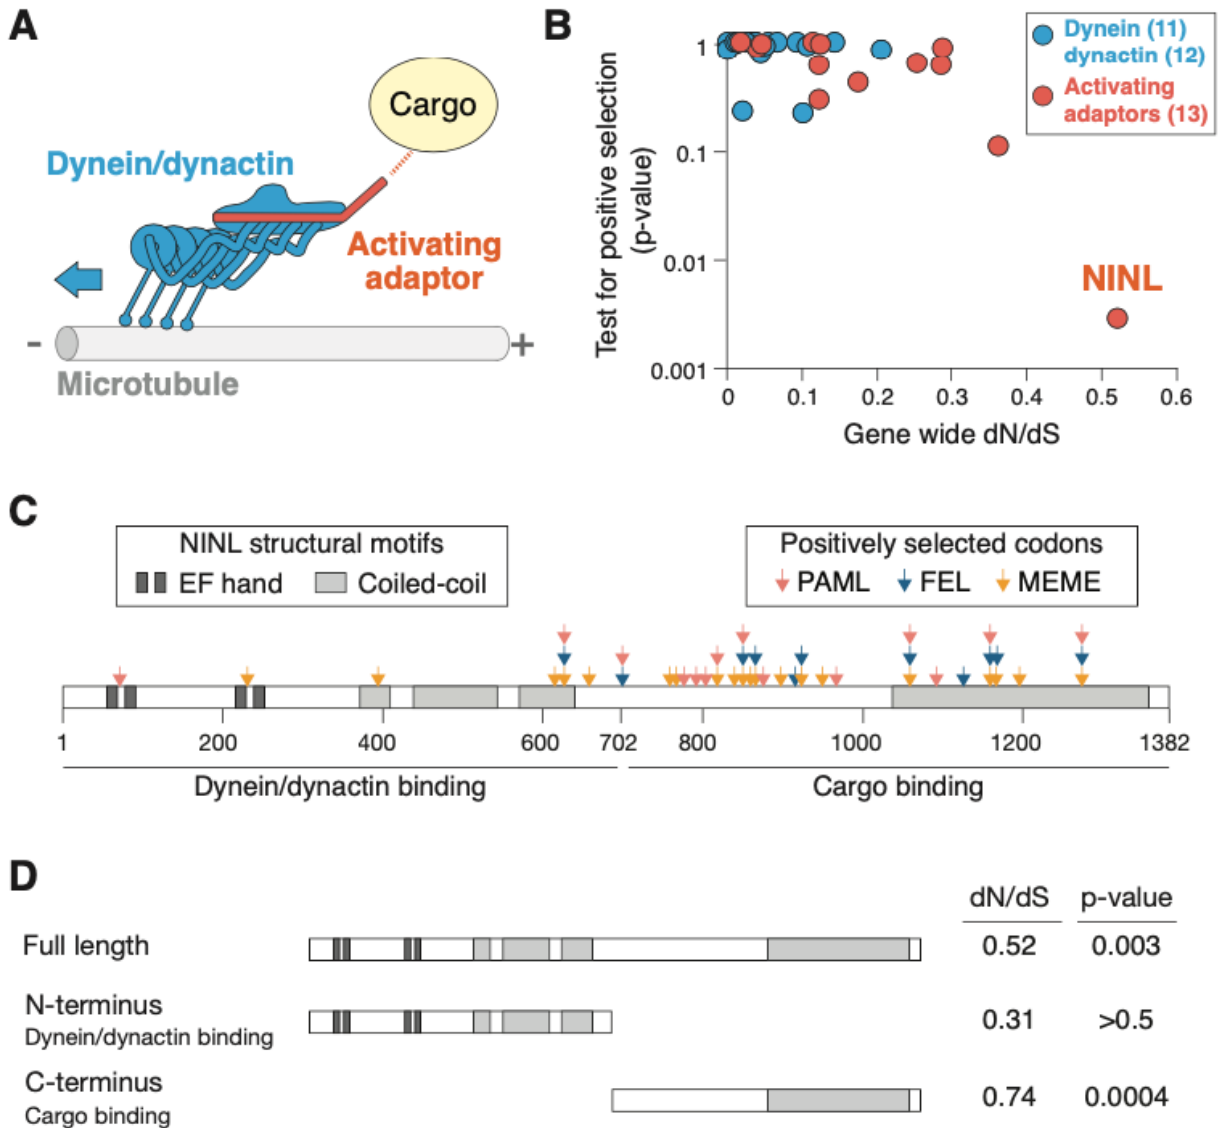 A
Cargo
Dynein/dynactin
Activating
adaptor
- +
Microtubule
B
Dynein (11)
dynactin (12)
Activating
adaptors (13)
Test for positive selection
(p-value)
1
0.1
0.01
0.001
NINL
0 0.1 0.2 0.3 0.4 0.5 0.6
Gene wide dN/dS
C
NINL structural motifs
EF hand Coiled-coil
Positively selected codons
PAML FEL MEME
1 200 400 600 702 800 1000 1200 1382
Dynein/dynactin binding Cargo binding
D
dN/dS p-value
Full length 0.52 0.003
N-terminus
Dynein/dynactin binding 0.31 >0.5
C-terminus
Cargo binding 0.74 0.0004